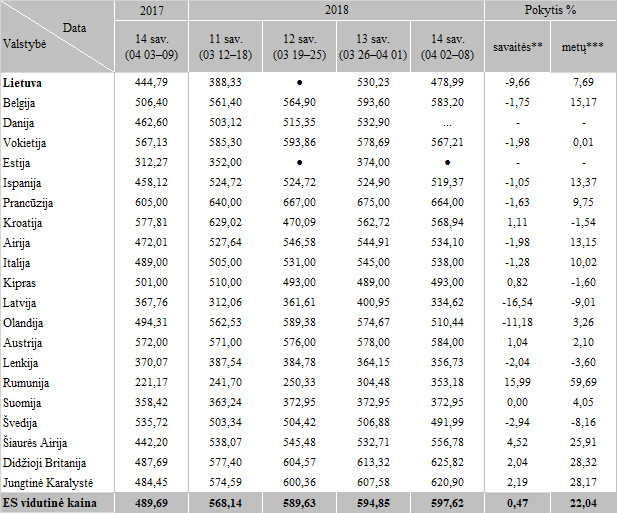 Data 2017 2018 Pokytis %
Valstybė 14 sav. (04 03–09) 11 sav. (03 12–18) 12 sav. (03 19–25) 13 sav. (03 26–04 01) 14 sav. (04 02–08) savaitės** metų***
Lietuva 444,79 388,33 ● 530,23 478,99 -9,66 7,69
Belgija 506,40 561,40 564,90 593,60 583,20 -1,75 15,17
Danija 462,60 503,12 515,35 532,90 ... - -
Vokietija 567,13 585,30 593,86 578,69 567,21 -1,98 0,01
Estija 312,27 352,00 ● 374,00 ● - -
Ispanija 458,12 524,72 524,72 524,90 519,37 -1,05 13,37
Prancūzija 605,00 640,00 667,00 675,00 664,00 -1,63 9,75
Kroatija 577,81 629,02 470,09 562,72 568,94 1,11 -1,54
Airija 472,01 527,64 546,58 544,91 534,10 -1,98 13,15
Italija 489,00 505,00 531,00 545,00 538,00 -1,28 10,02
Kipras 501,00 510,00 493,00 489,00 493,00 0,82 -1,60
Latvija 367,76 312,06 361,61 400,95 334,62 -16,54 -9,01
Olandija 494,31 562,53 589,38 574,67 510,44 -11,18 3,26
Austrija 572,00 571,00 576,00 578,00 584,00 1,04 2,10
Lenkija 370,07 387,54 384,78 364,15 356,73 -2,04 -3,60
Rumunija 221,17 241,70 250,33 304,48 353,18 15,99 59,69
Suomija 358,42 363,24 372,95 372,95 372,95 0,00 4,05
Švedija 535,72 503,34 504,42 506,88 491,99 -2,94 -8,16
Šiaurės Airija 442,20 538,07 545,48 532,71 556,78 4,52 25,91
Didžioji Britanija 487,69 577,40 604,57 613,32 625,82 2,04 28,32
Jungtinė Karalystė 484,45 574,59 600,36 607,58 620,90 2,19 28,17
ES vidutinė kaina 489,69 568,14 589,63 594,85 597,62 0,47 22,04